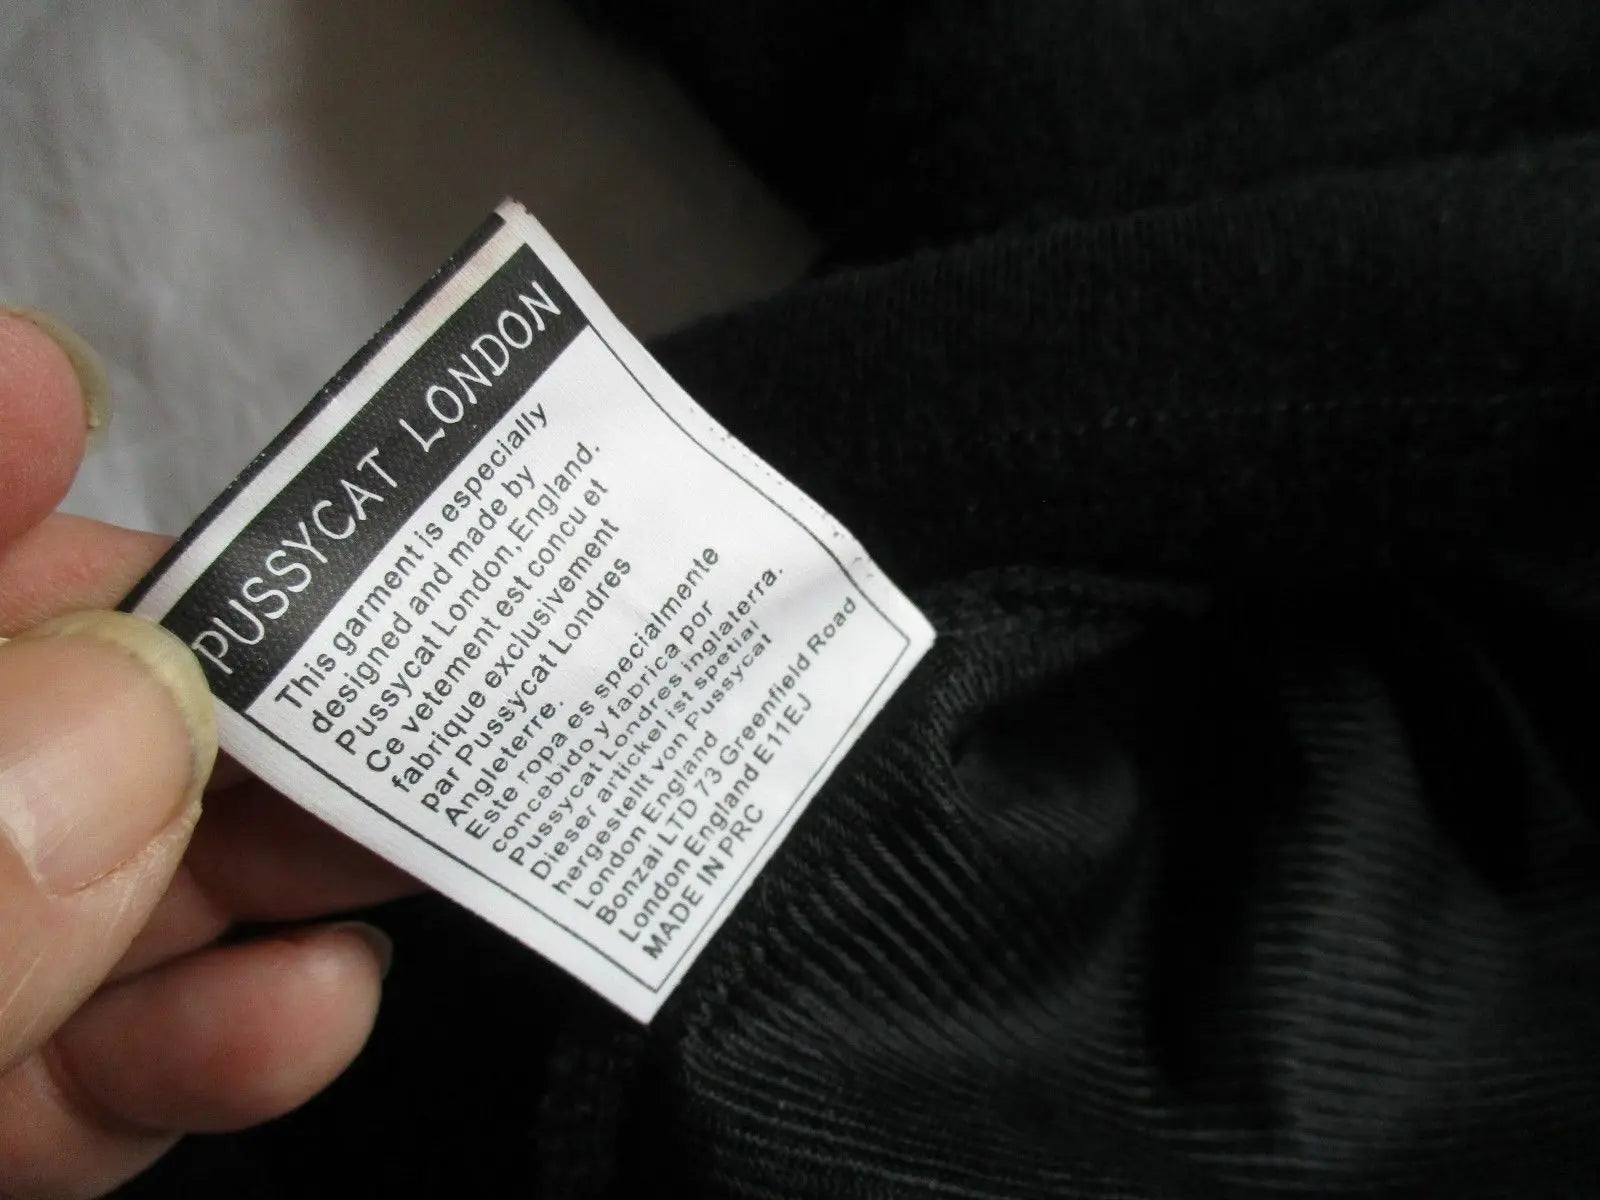 PUSSYCAT LONDON
This garment is especially
designed and made by
Pussycat London, England.
Ce vetement est concu et
fabrique exclusivement
par Pussycat Londres
Angleterre.
Este ropa es specialmente
concebido y fabrica por
Pussycat Londres inglaterra.
Dieser artickel ist spetial
hergestellt von Pussycat
London England
Bonzai LTD 73 Greenfield Road
London England E11EJ
MADE IN PRC